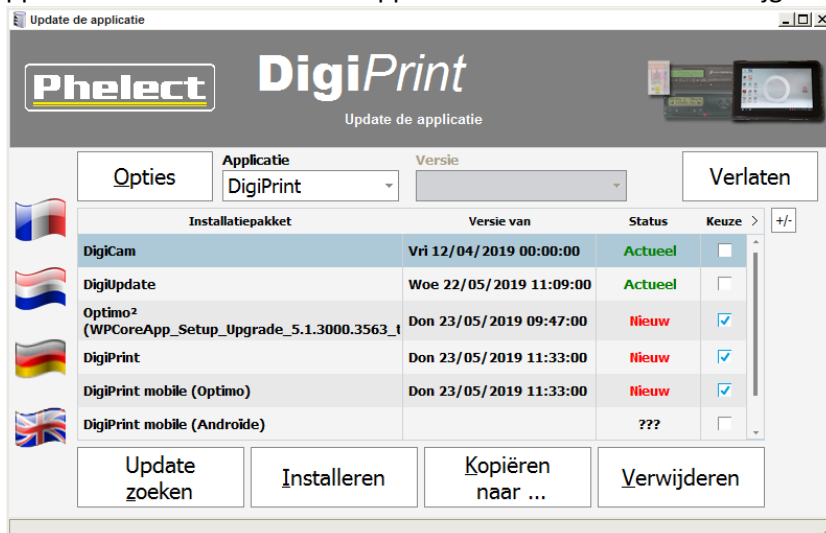 Update de applicatie
Phelect
DigiPrint
Update de applicatie
Opties
Applicatie
DigiPrint
Versie
Verlaten
Installatiepakket Versie van Status Keuze > +/-
DigiCam Vri 12/04/2019 00:00:00 Actueel
DigiUpdate Woe 22/05/2019 11:09:00 Actueel
Optimo²
(WPCoreApp_Setup_Upgrade_5.1.3000.3563_t Don 23/05/2019 09:47:00 Nieuw
DigiPrint Don 23/05/2019 11:33:00 Nieuw
DigiPrint mobile (Optimo) Don 23/05/2019 11:33:00 Nieuw
DigiPrint mobile (Androïde) ???
Update
zoeken
Installeren
Kopiëren
naar ...
Verwijderen